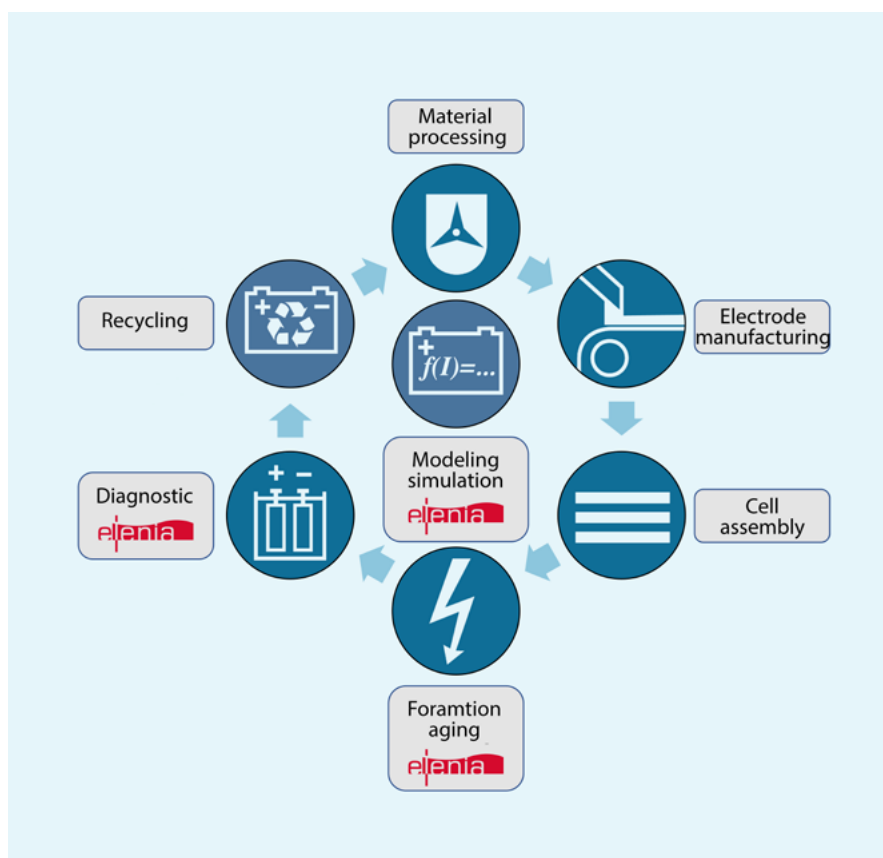 Material
processing
Recycling
+ −
Electrode
manufacturing
+
f(I)=...
Modeling
simulation
elenia
Diagnostic
elenia
+ −
Cell
assembly
Foramtion
aging
elenia